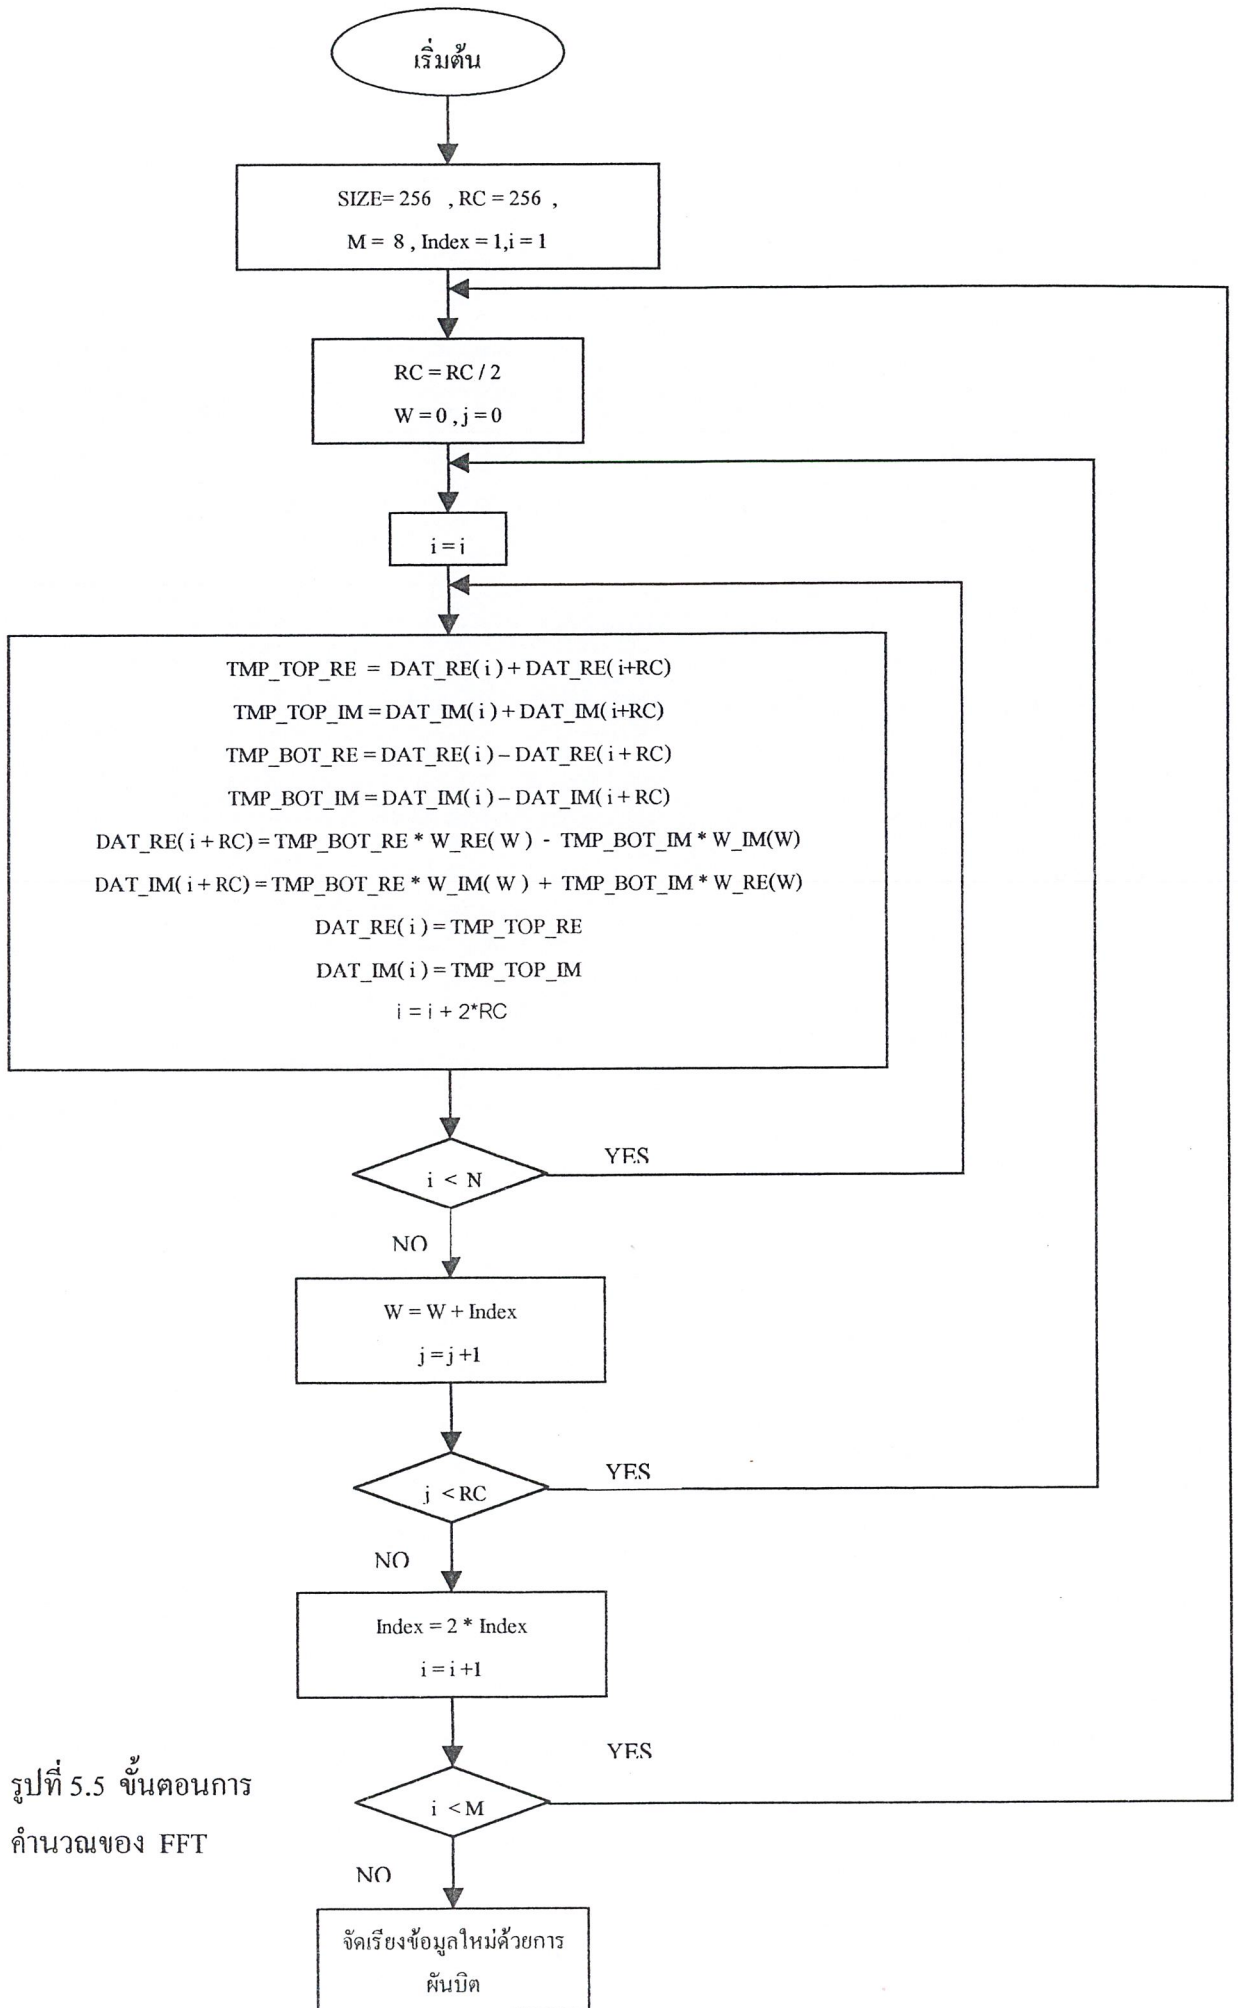 เริ่มต้น
SIZE= 256 , RC = 256 ,
M = 8 , Index = 1,i = 1
RC = RC / 2
W = 0 , j = 0
i = j
TMP_TOP_RE = DAT_RE( i ) + DAT_RE( i+RC)
TMP_TOP_IM = DAT_IM( i ) + DAT_IM( i+RC)
TMP_BOT_RE = DAT_RE( i ) – DAT_RE( i + RC)
TMP_BOT_IM = DAT_IM( i ) – DAT_IM( i + RC)
DAT_RE( i + RC) = TMP_BOT_RE * W_RE( W ) - TMP_BOT_IM * W_IM(W)
DAT_IM( i + RC) = TMP_BOT_RE * W_IM( W ) + TMP_BOT_IM * W_RE(W)
DAT_RE( i ) = TMP_TOP_RE
DAT_IM( i ) = TMP_TOP_IM
i = i + 2*RC
i < N
YES
NO
W = W + Index
j = j +1
j < RC
YES
NO
Index = 2 * Index
i = i +1
i < M
YES
NO
จัดเรียงข้อมูลใหม่ด้วยการ
ผันบิต
รูปที่ 5.5 ขั้นตอนการ
คำนวณของ FFT